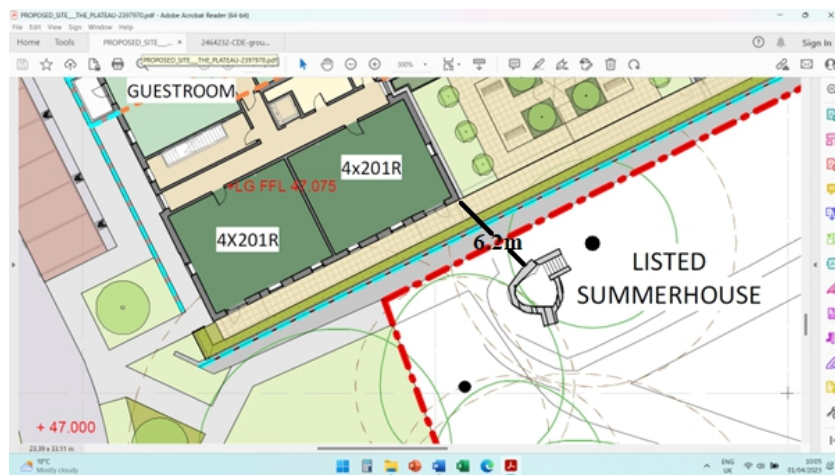 PROPOSED_SITE__THE_PLATEAU-2397970.pdf - Adobe Acrobat Reader (64-bit)
File Edit View Sign Window Help
Home Tools PROPOSED_SITE__... × 2464232-CDE-grou... Sign In
PROPOSED_SITE__THE_PLATEAU-2397970.pdf
300%
GUESTROOM
4x201R
+LG FFL 47.075
4X201R
6.2m
LISTED
SUMMERHOUSE
+ 47.000
23.39 x 33.11 in
10°C
Mostly cloudy
ENG
UK
10:05
01/04/2023